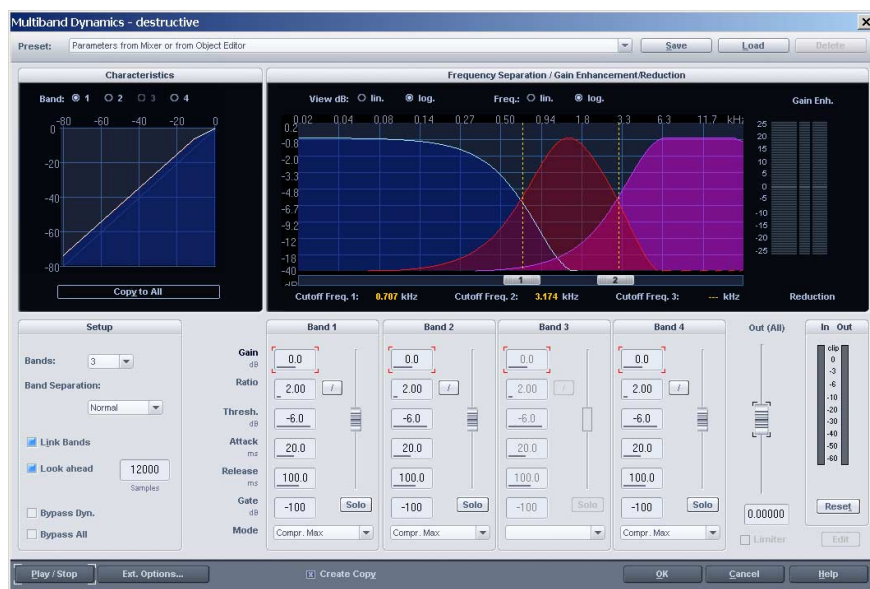 Multiband Dynamics - destructive
Preset: Parameters from Mixer or from Object Editor Save Load Delete
Characteristics
Band: 1 2 3 4
-80 -60 -40 -20 0
0
-20
-40
-60
-80
Copy to All
Frequency Separation / Gain Enhancement/Reduction
View dB: lin. log. Freq.: lin. log.
0.02 0.04 0.08 0.14 0.27 0.50 0.94 1.8 3.3 6.3 11.7 kHz
0.2
-0.8
-2.0
-3.3
-4.8
-6.7
-9.2
-12
-18
-40
dB
1 2
Cutoff Freq. 1: 0.707 kHz Cutoff Freq. 2: 3.174 kHz Cutoff Freq. 3: --- kHz
Gain Enh.
25
20
15
10
5
0
-5
-10
-15
-20
-25
Reduction
Setup
Bands: 3
Band Separation:
Normal
Link Bands
Look ahead 12000
Samples
Bypass Dyn.
Bypass All
Band 1 Band 2 Band 3 Band 4
Gain dB 0.0 0.0 0.0 0.0
Ratio 2.00 / 2.00 / 2.00 / 2.00 /
Thresh. dB -6.0 -6.0 -6.0 -6.0
Attack ms 20.0 20.0 20.0 20.0
Release ms 100.0 100.0 100.0 100.0
Gate dB -100 Solo -100 Solo -100 Solo -100 Solo
Mode Compr. Max Compr. Max Compr. Max
Out (All)
0.00000
Limiter
In Out
clip
0
-3
-6
-10
-20
-30
-40
-50
-60
Reset
Edit
Play / Stop Ext. Options... Create Copy OK Cancel Help